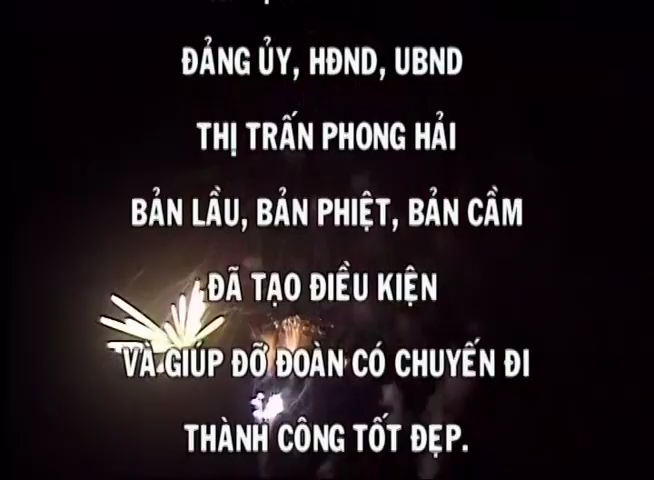 ĐẢNG ỦY, HĐND, UBND
THỊ TRẤN PHONG HẢI
BẢN LẦU, BẢN PHIỆT, BẢN CẦM
ĐÃ TẠO ĐIỀU KIỆN
VÀ GIÚP ĐỠ ĐOÀN CÓ CHUYẾN ĐI
THÀNH CÔNG TỐT ĐẸP.